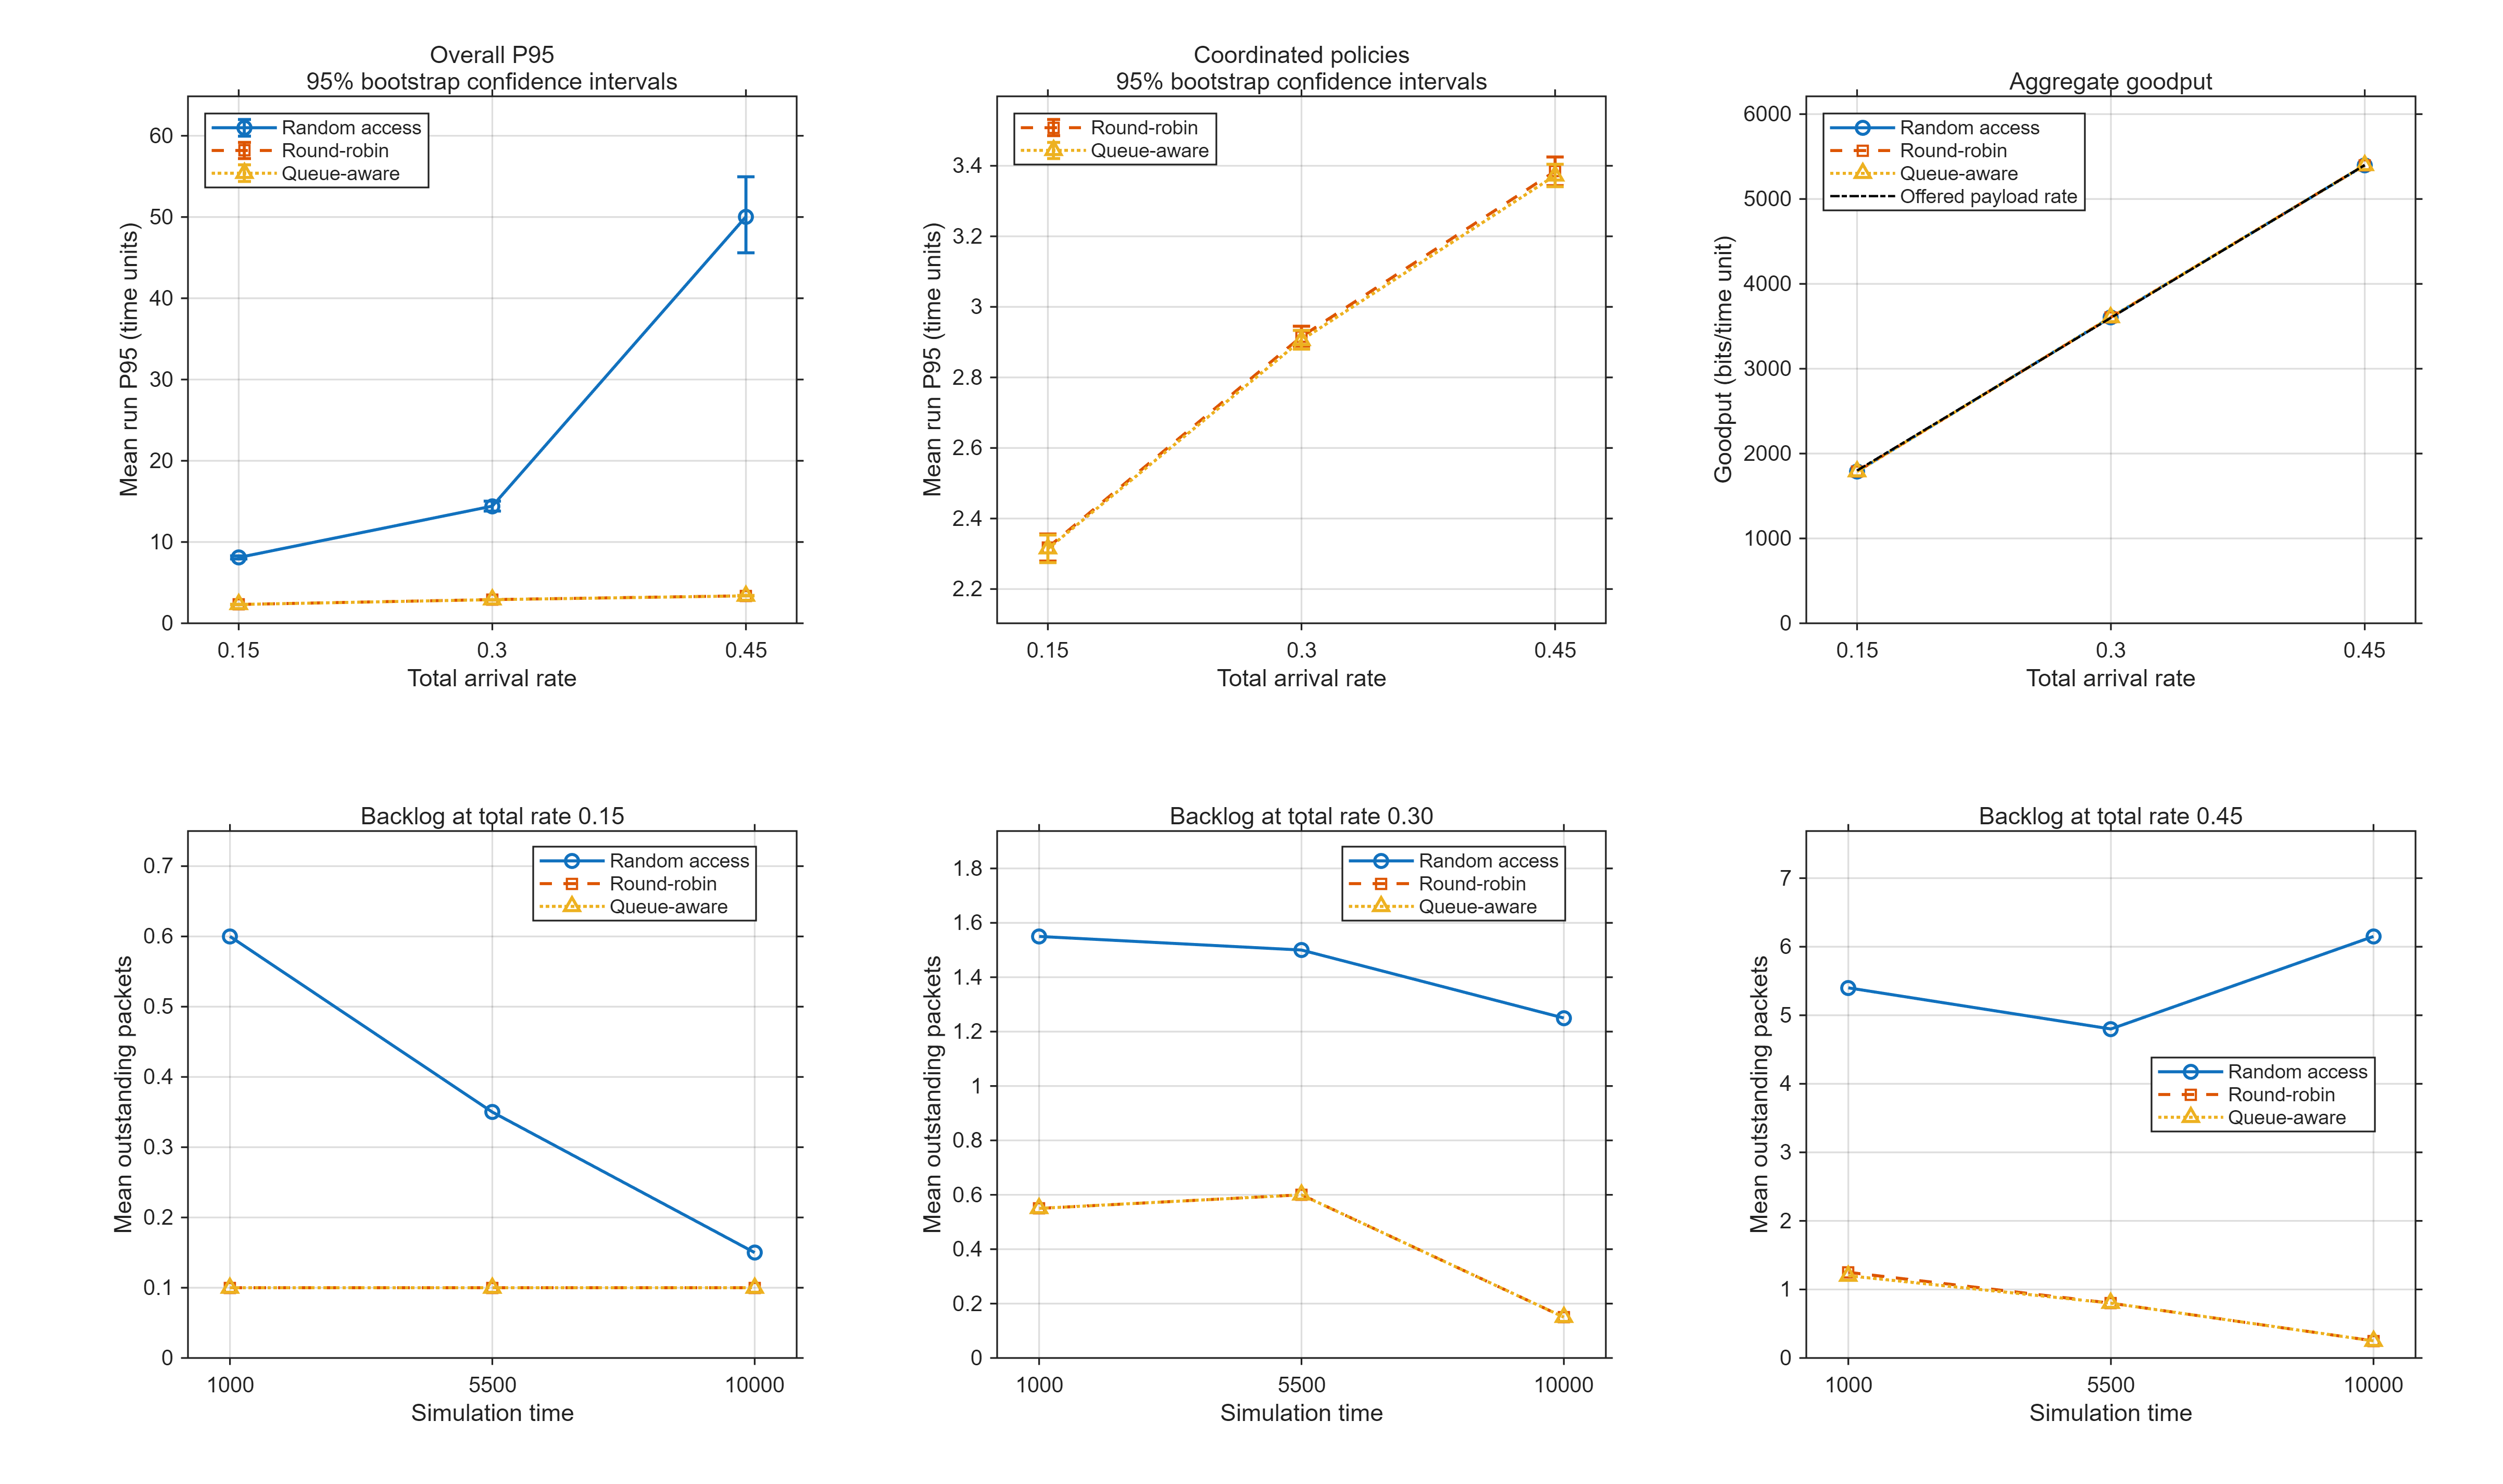 Overall P95
95% bootstrap confidence intervals
Random access
Round-robin
Queue-aware
60
50
40
30
20
10
0
Mean run P95 (time units)
0.15
0.3
0.45
Total arrival rate
Coordinated policies
95% bootstrap confidence intervals
Round-robin
Queue-aware
3.4
3.2
3
2.8
2.6
2.4
2.2
Mean run P95 (time units)
0.15
0.3
0.45
Total arrival rate
Aggregate goodput
Random access
Round-robin
Queue-aware
Offered payload rate
6000
5000
4000
3000
2000
1000
0
Goodput (bits/time unit)
0.15
0.3
0.45
Total arrival rate
Backlog at total rate 0.15
Random access
Round-robin
Queue-aware
0.7
0.6
0.5
0.4
0.3
0.2
0.1
0
Mean outstanding packets
1000
5500
10000
Simulation time
Backlog at total rate 0.30
Random access
Round-robin
Queue-aware
1.8
1.6
1.4
1.2
1
0.8
0.6
0.4
0.2
0
Mean outstanding packets
1000
5500
10000
Simulation time
Backlog at total rate 0.45
Random access
Round-robin
Queue-aware
7
6
5
4
3
2
1
0
Mean outstanding packets
1000
5500
10000
Simulation time